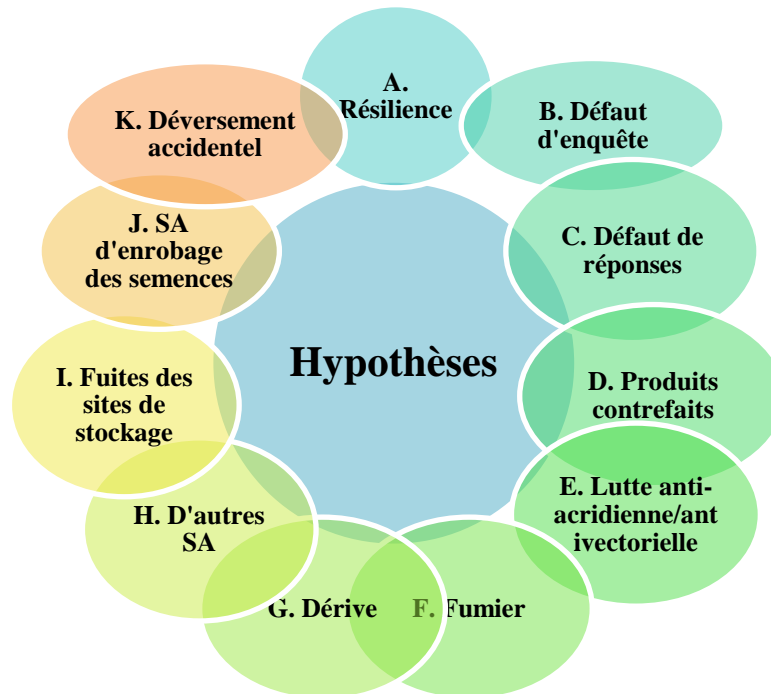 A.
Résilience
B. Défaut
d'enquête
C. Défaut de
réponses
D. Produits
contrefaits
E. Lutte anti-
acridienne/ant
ivectorielle
F. Fumier
G. Dérive
H. D'autres
SA
I. Fuites des
sites de
stockage
J. SA
d'enrobage
des semences
K. Déversement
accidentel
Hypothèses